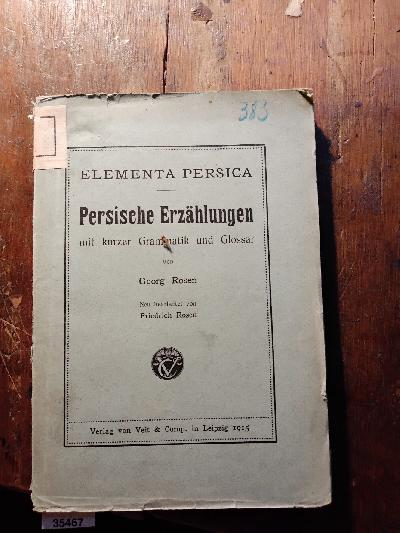 383
ELEMENTA PERSICA
Persische Erzählungen
mit kurzer Grammatik und Glossar
von
Georg Rosen
Neu bearbeitet von
Friedrich Rosen
Verlag von Veit & Comp. in Leipzig 1915
35467